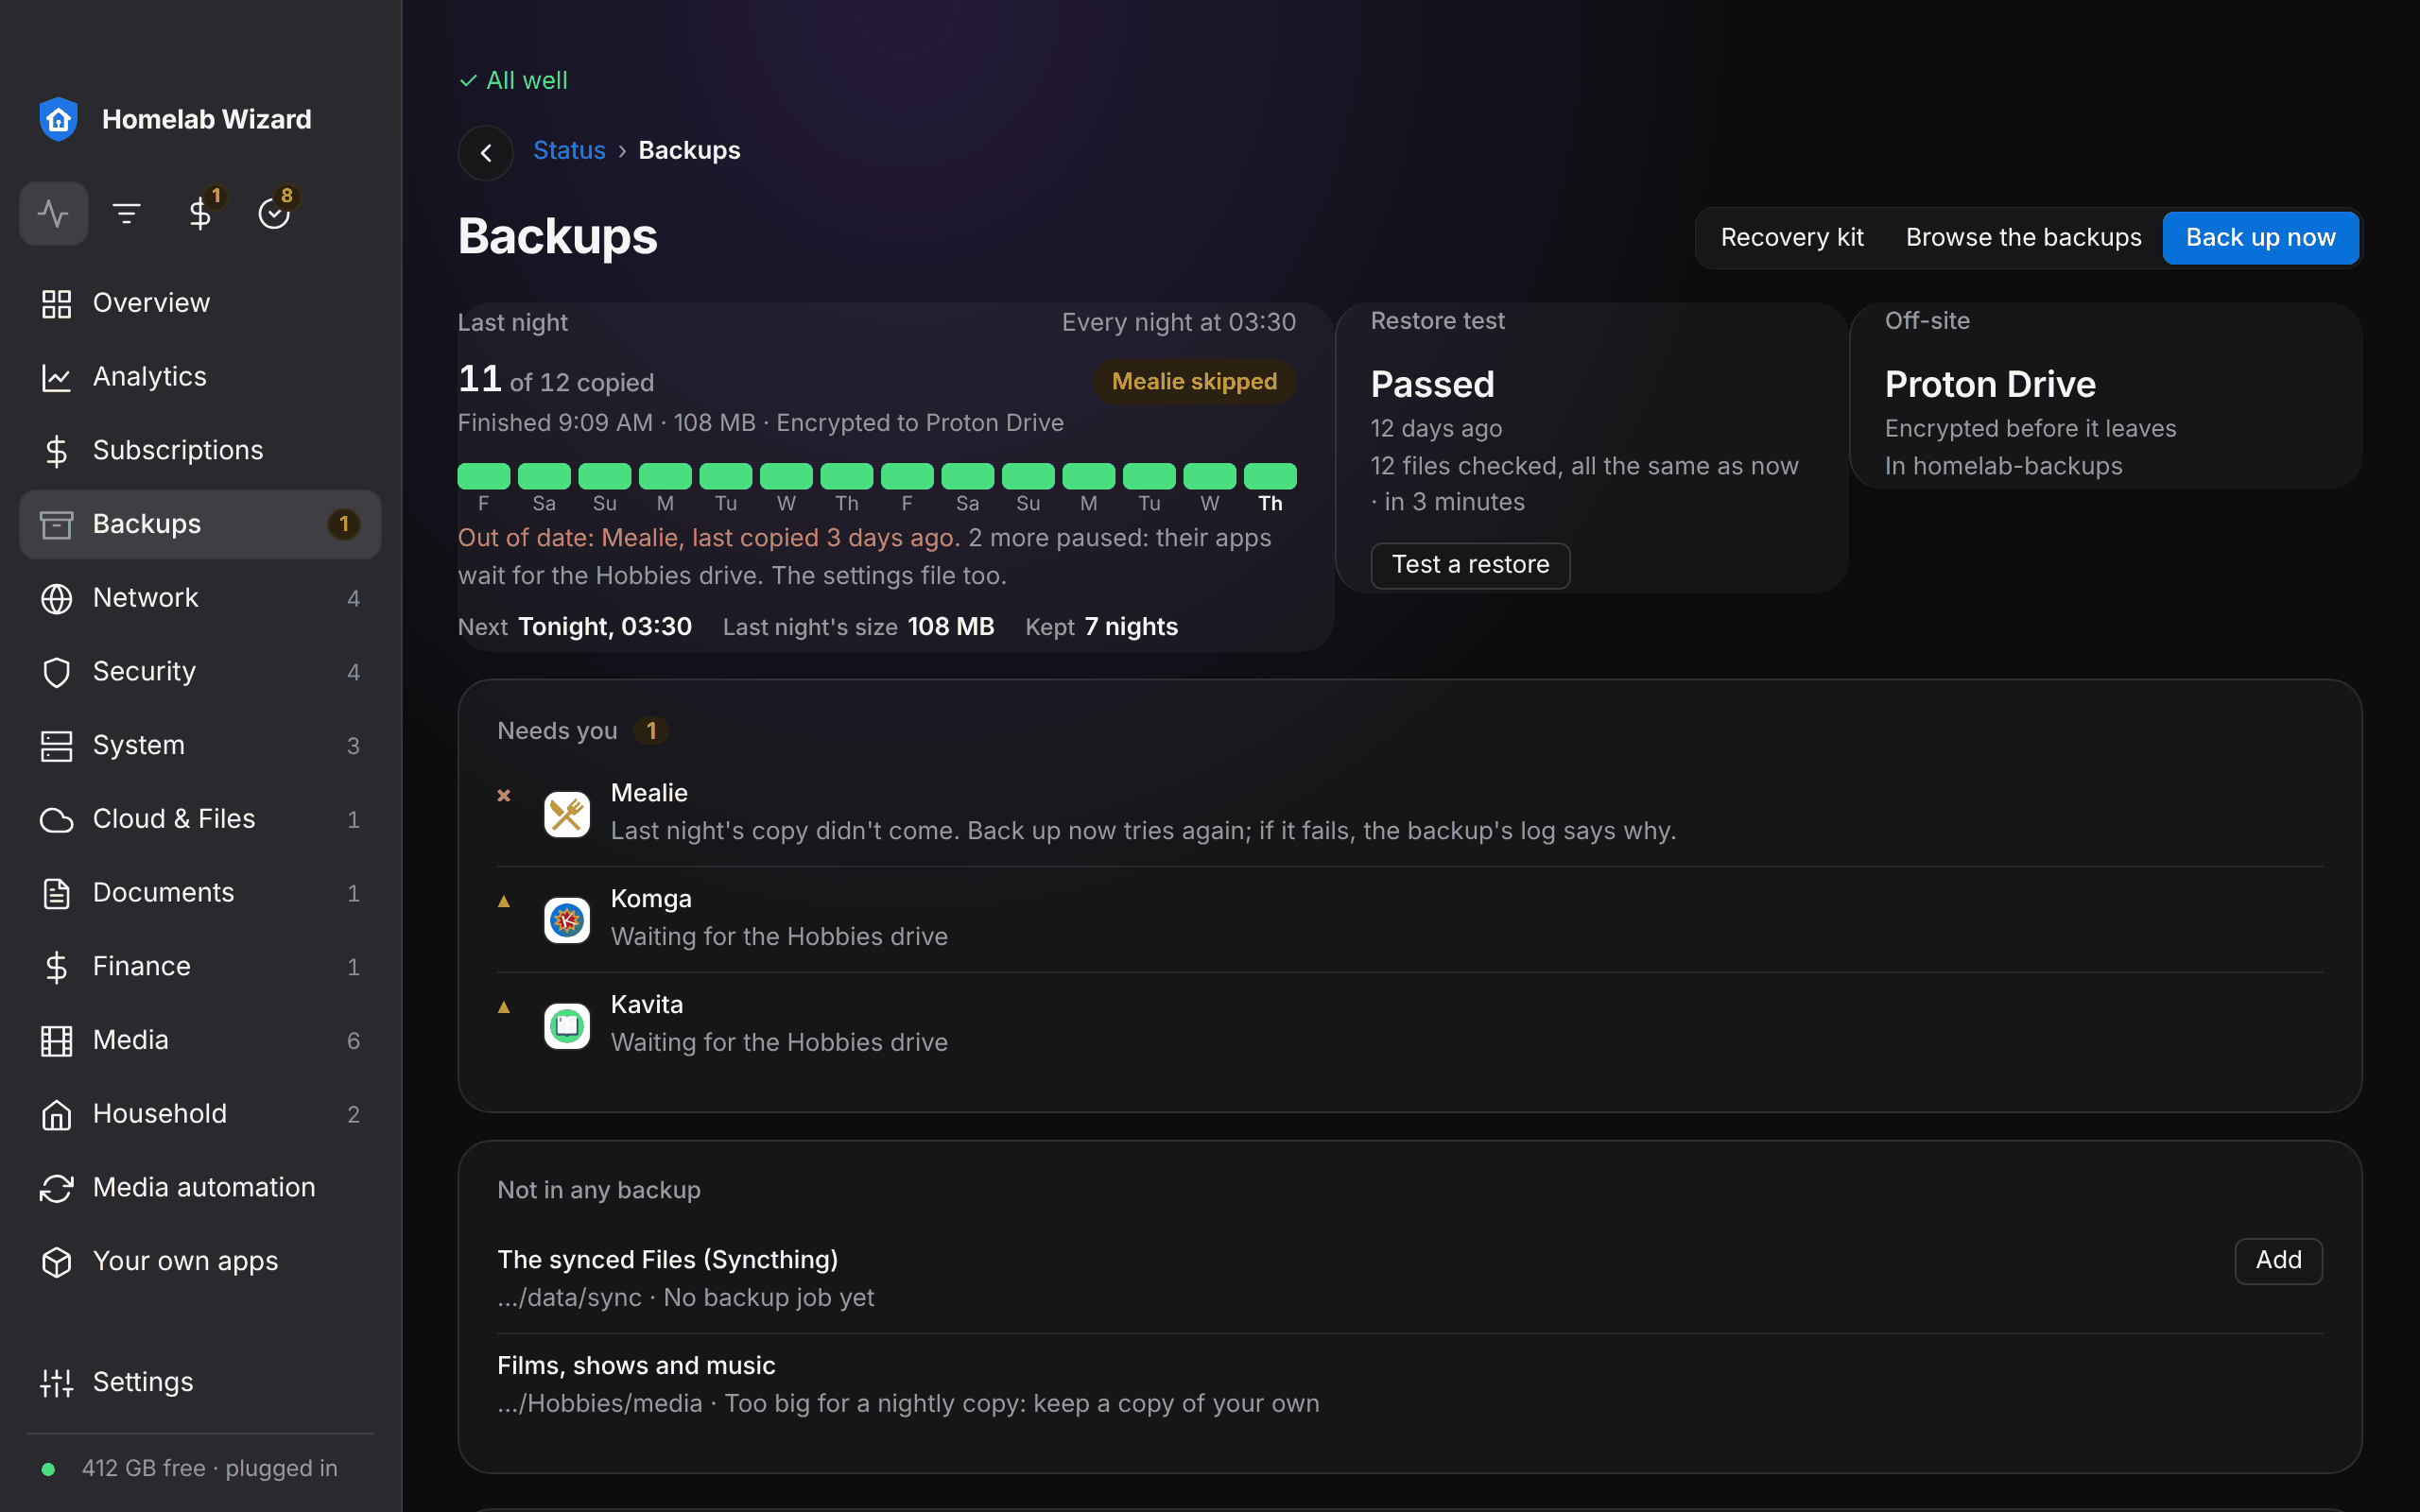 Homelab Wizard
1
8
Overview
Analytics
Subscriptions
Backups 1
Network 4
Security 4
System 3
Cloud & Files 1
Documents 1
Finance 1
Media 6
Household 2
Media automation
Your own apps
Settings
412 GB free · plugged in
All well
Status › Backups
Backups
Recovery kit Browse the backups Back up now
Last night Every night at 03:30
11 of 12 copied Mealie skipped
Finished 9:09 AM · 108 MB · Encrypted to Proton Drive
F Sa Su M Tu W Th F Sa Su M Tu W Th
Out of date: Mealie, last copied 3 days ago. 2 more paused: their apps
wait for the Hobbies drive. The settings file too.
Next Tonight, 03:30 Last night's size 108 MB Kept 7 nights
Restore test
Passed
12 days ago
12 files checked, all the same as now
· in 3 minutes
Test a restore
Off-site
Proton Drive
Encrypted before it leaves
In homelab-backups
Needs you 1
Mealie
Last night's copy didn't come. Back up now tries again; if it fails, the backup's log says why.
Komga
Waiting for the Hobbies drive
Kavita
Waiting for the Hobbies drive
Not in any backup
The synced Files (Syncthing)
.../data/sync · No backup job yet
Add
Films, shows and music
.../Hobbies/media · Too big for a nightly copy: keep a copy of your own